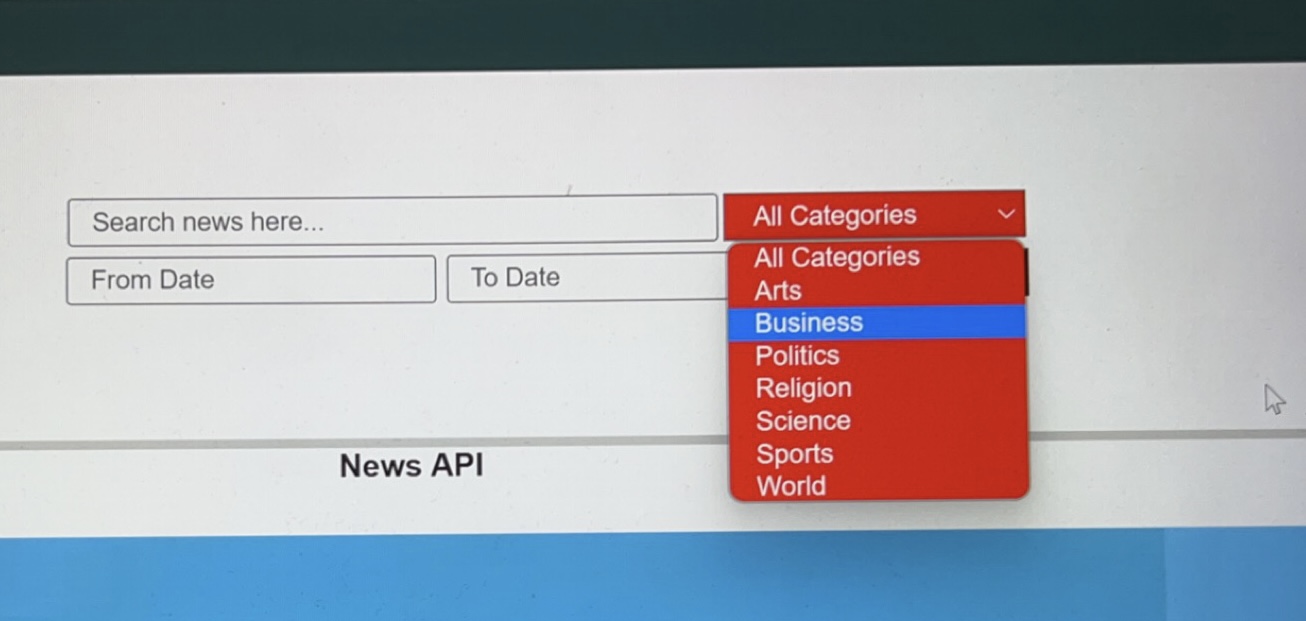 Search news here...
All Categories
From Date
To Date
All Categories
Arts
Business
Politics
Religion
Science
Sports
World
News API